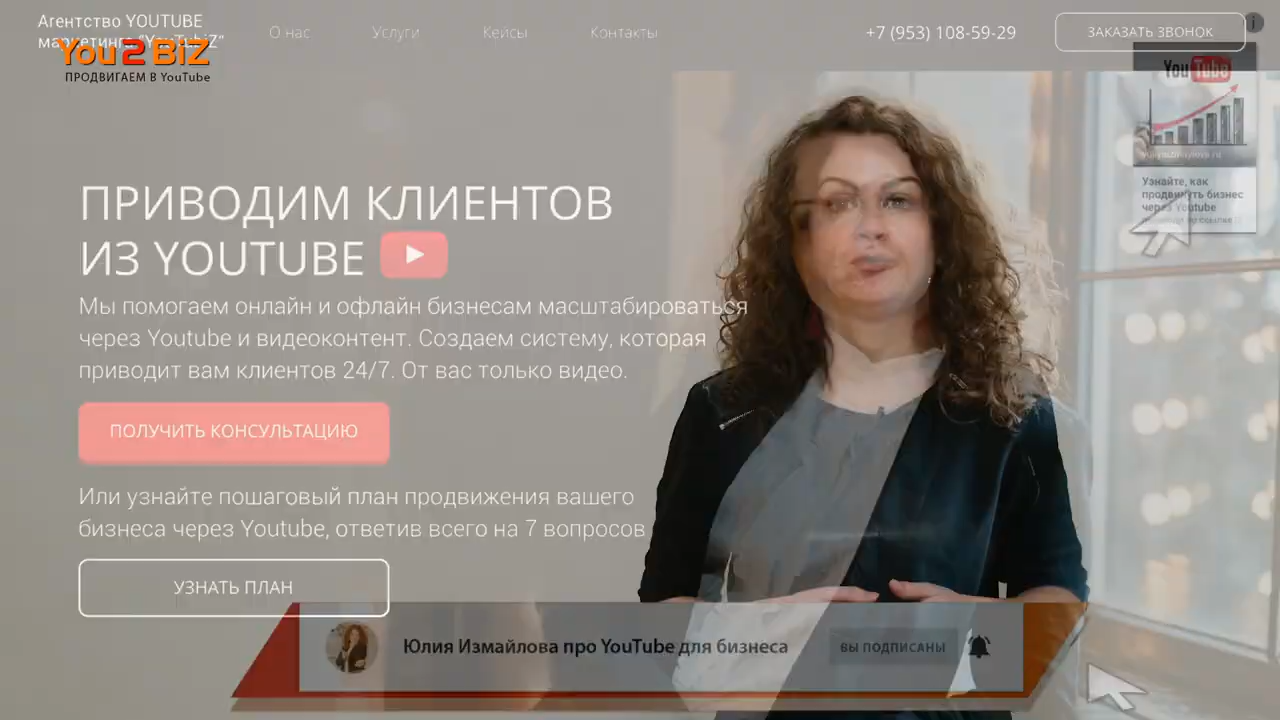 Агентство YOUTUBE
маркетинга "YouTubiZ"
You2BiZ
ПРОДВИГАЕМ В YouTube
О нас
Услуги
Кейсы
Контакты
+7 (953) 108-59-29
ЗАКАЗАТЬ ЗВОНОК
YouTube
Узнайте, как
продвинуть бизнес
через Youtube
ПРИВОДИМ КЛИЕНТОВ
ИЗ YOUTUBE
Мы помогаем онлайн и офлайн бизнесам масштабироваться
через Youtube и видеоконтент. Создаем систему, которая
приводит вам клиентов 24/7. От вас только видео.
ПОЛУЧИТЬ КОНСУЛЬТАЦИЮ
Или узнайте пошаговый план продвижения вашего
бизнеса через Youtube, ответив всего на 7 вопросов
УЗНАТЬ ПЛАН
Юлия Измайлова про YouTube для бизнеса
ВЫ ПОДПИСАНЫ